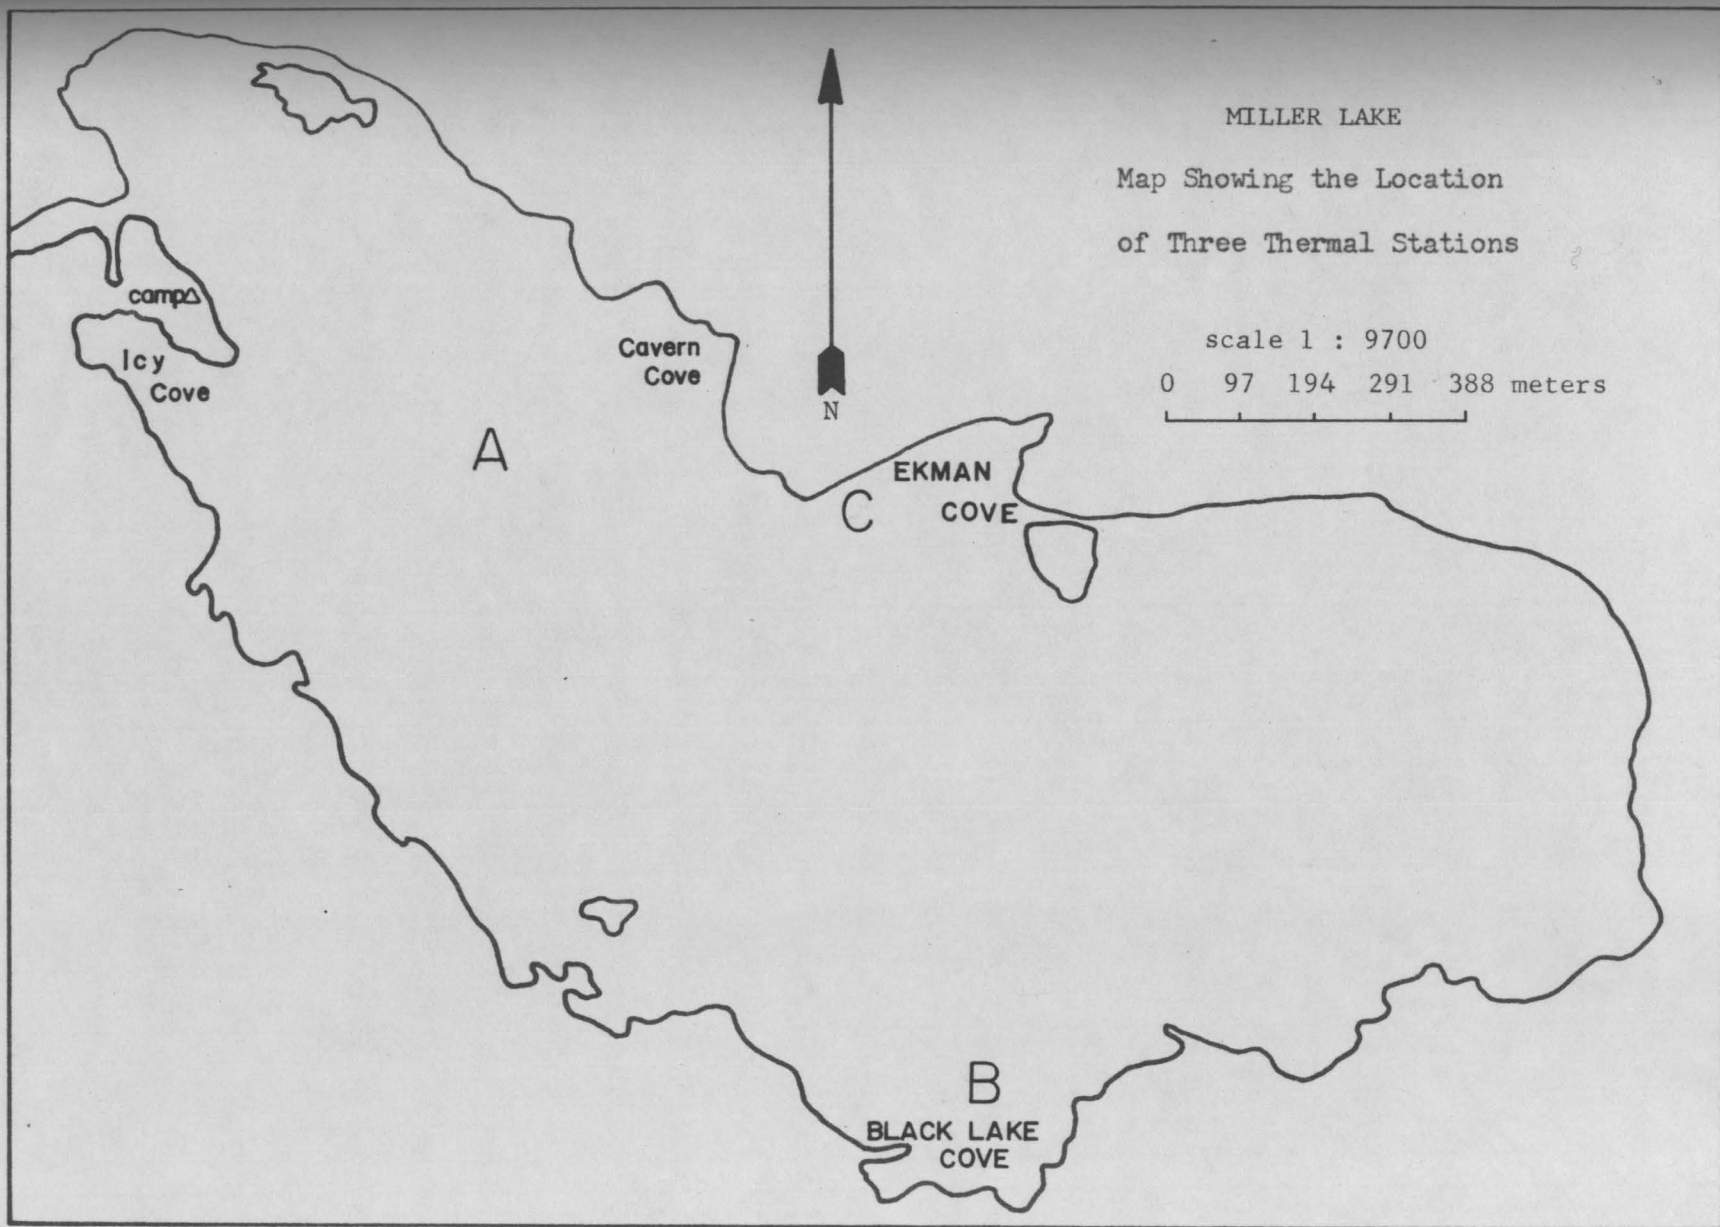 MILLER LAKE
Map Showing the Location
of Three Thermal Stations
scale 1 : 9700
0 97 194 291 388 meters
N
camp
Icy
Cove
Cavern
Cove
A
EKMAN
COVE
C
B
BLACK LAKE
COVE